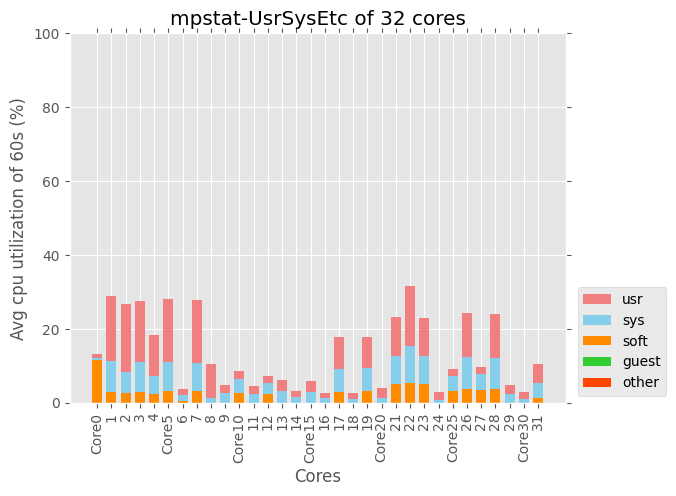 mpstat-UsrSysEtc of 32 cores
100
80
60
40
20
0
Avg cpu utilization of 60s (%)
Core0
1
2
3
4
Core5
6
7
8
9
Core10
11
12
13
14
Core15
16
17
18
19
Core20
21
22
23
24
Core25
26
27
28
29
Core30
31
Cores
usr
sys
soft
guest
other